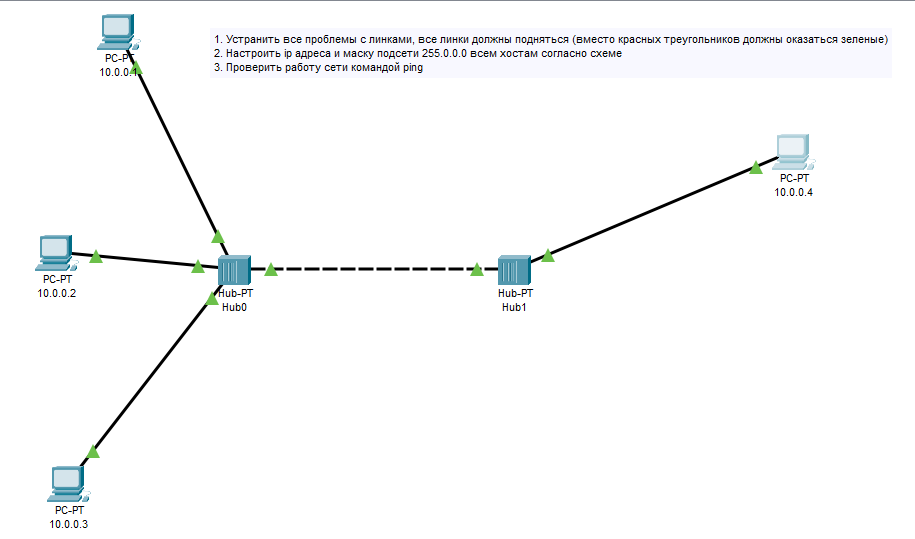 1. Устранить все проблемы с линками, все линки должны подняться (вместо красных треугольников должны оказаться зеленые)
2. Настроить ip адреса и маску подсети 255.0.0.0 всем хостам согласно схеме
3. Проверить работу сети командой ping
PC-PT
10.0.0.1
PC-PT
10.0.0.4
PC-PT
10.0.0.2
Hub-PT
Hub0
Hub-PT
Hub1
PC-PT
10.0.0.3